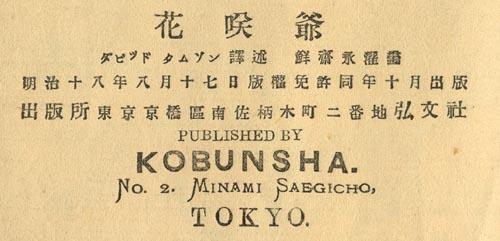 花咲爺
ダビツド タムソン 譯述 鮮齋永濯畫
明治十八年八月十七日版權免許同年十月出版
出版所東京京橋區南佐柄木町二番地弘文社
PUBLISHED BY
KOBUNSHA.
No. 2. Minami Saegicho,
TOKYO.